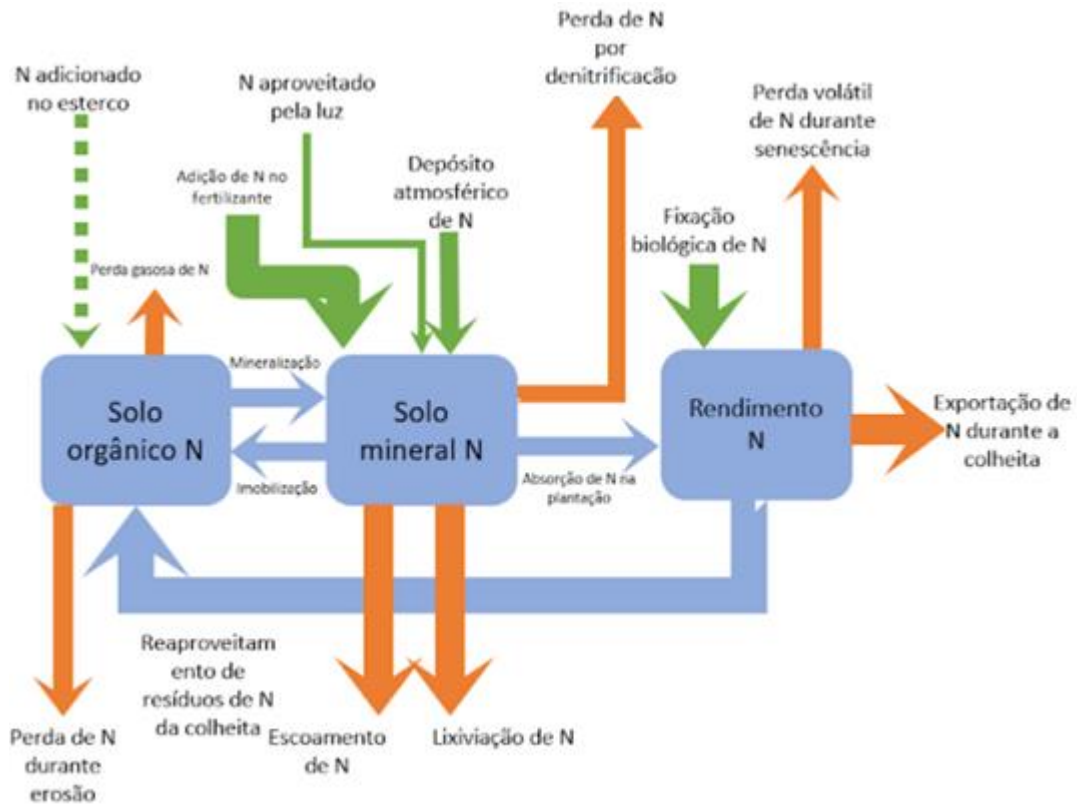 N adicionado
no esterco
N aproveitado
pela luz
Perda de N
por
denitrificação
Perda volátil
de N durante
senescência
Adição de N no
fertilizante
Depósito
atmosférico
de N
Fixação
biológica de N
Perda gasosa de N
Mineralização
Solo
orgânico N
Solo
mineral N
Rendimento
N
Exportação de
N durante a
colheita
Imobilização
Absorção de N na
plantação
Reaproveitam
ento de
resíduos de N
da colheita
Perda de N
durante
erosão
Escoamento
de N
Lixiviação de N